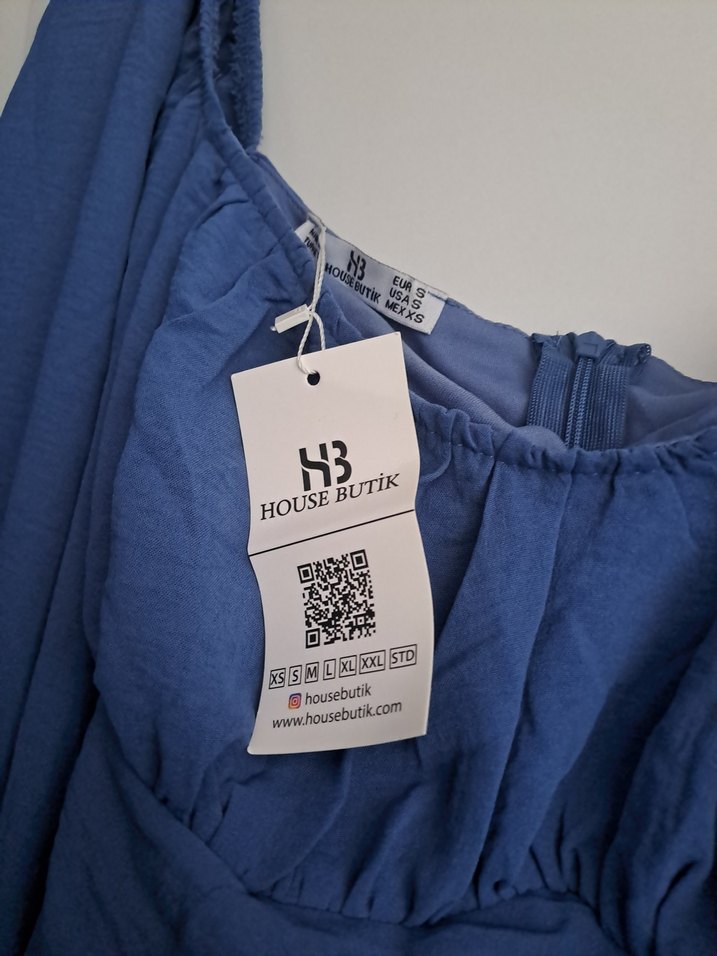 HB
HOUSE BUTİK
EUR S
USA S
MEX XS
HB
HOUSE BUTİK
XS S M L XL XXL STD
housebutik
www.housebutik.com